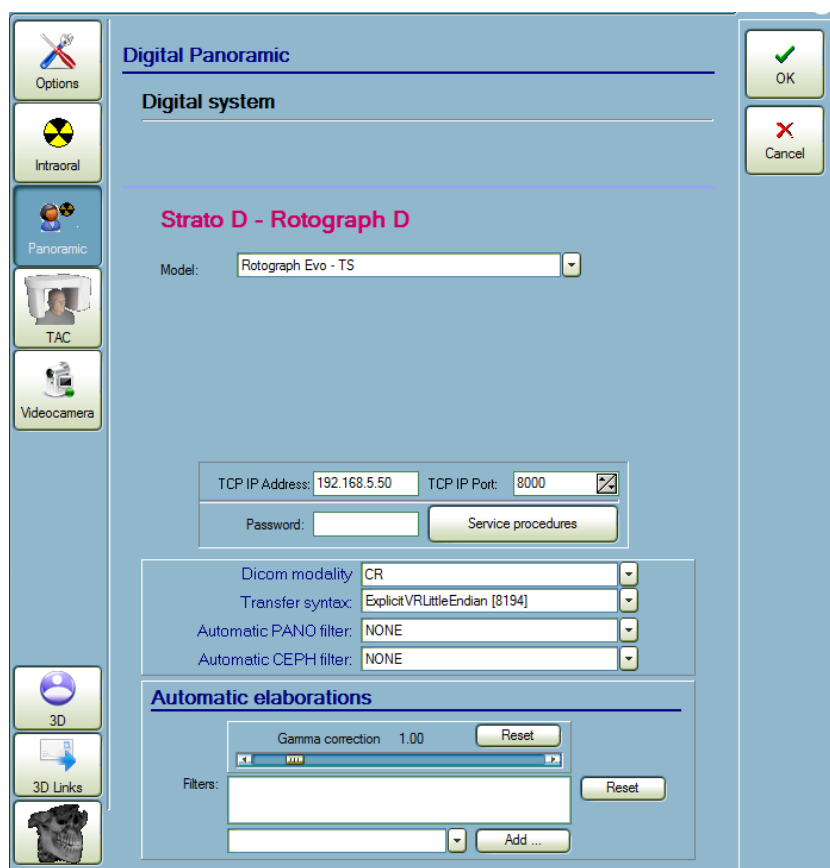 Options
Intraoral
Panoramic
TAC
Videocamera
3D
3D Links
Digital Panoramic
Digital system
Strato D - Rotograph D
Model: Rotograph Evo - TS
TCP IP Address: 192.168.5.50 TCP IP Port: 8000
Password: Service procedures
Dicom modality CR
Transfer syntax: ExplicitVRLittleEndian [8194]
Automatic PANO filter: NONE
Automatic CEPH filter: NONE
Automatic elaborations
Gamma correction 1.00 Reset
Filters: Reset
Add ...
OK
Cancel